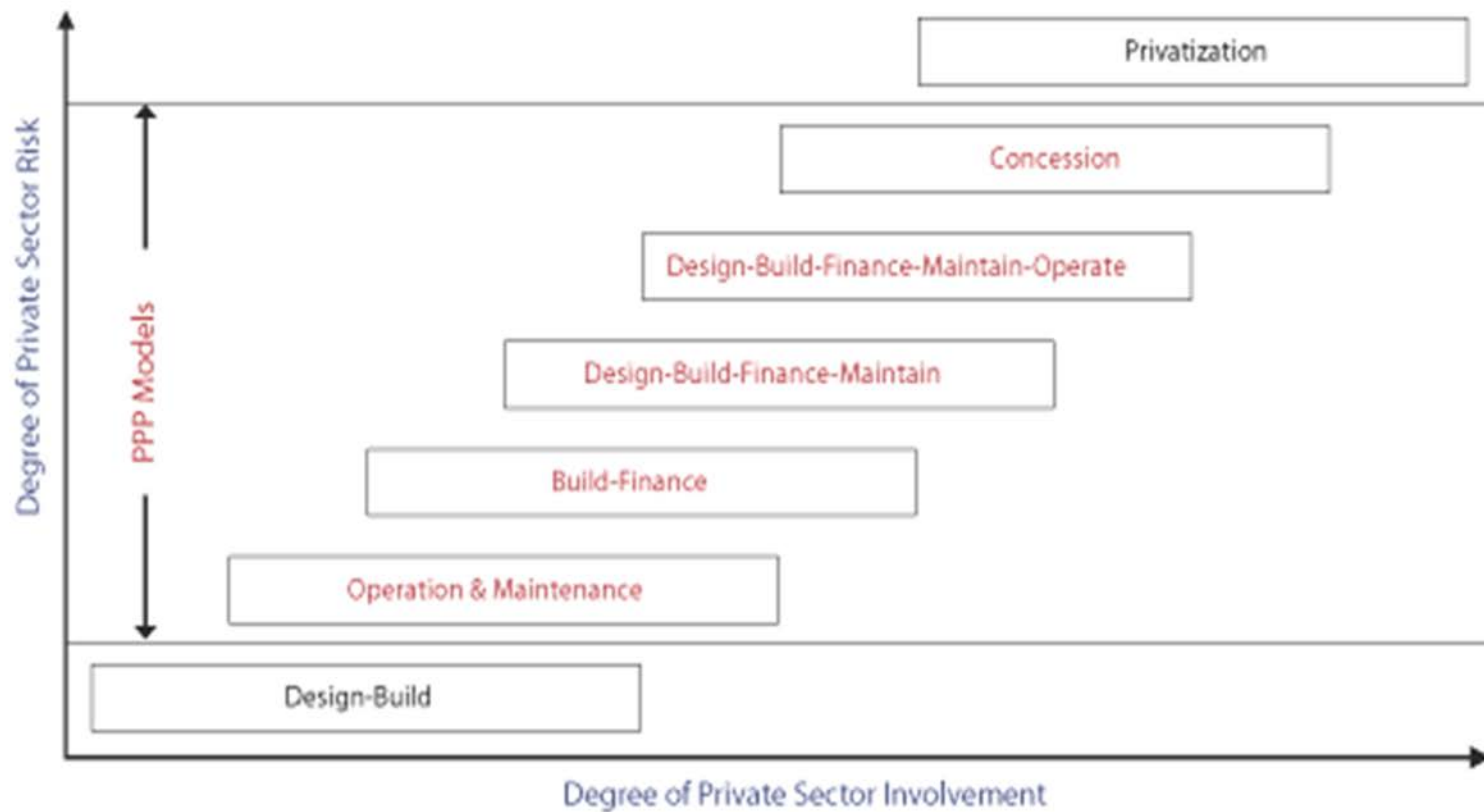 Privatization
Concession
Design-Build-Finance-Maintain-Operate
Design-Build-Finance-Maintain
Build-Finance
Operation & Maintenance
Design-Build
PPP Models
Degree of Private Sector Risk
Degree of Private Sector Involvement